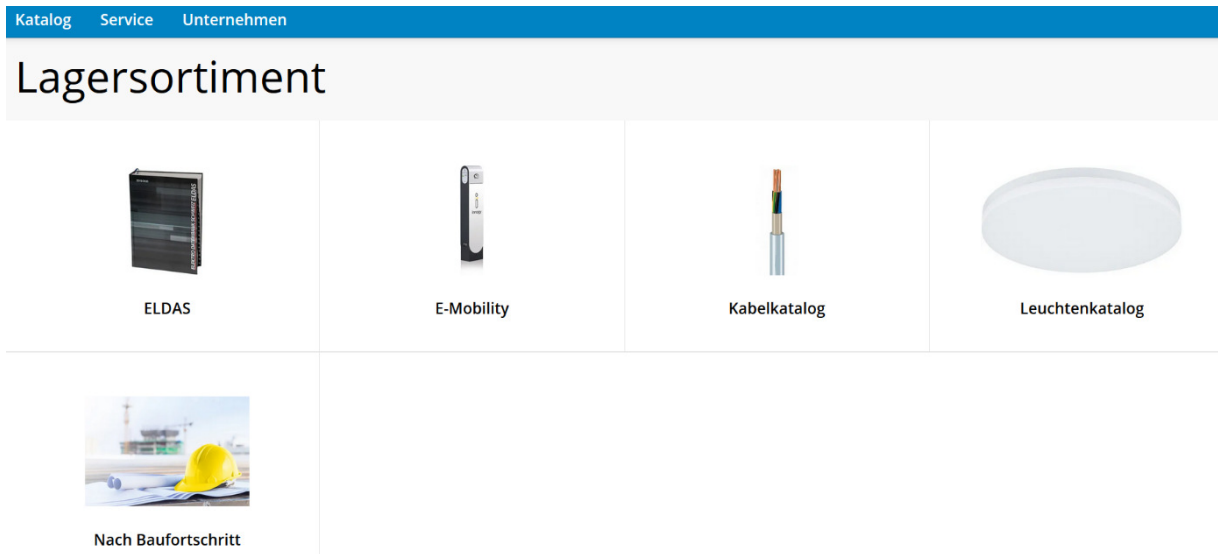 Katalog Service Unternehmen
Lagersortiment
ELDAS
E-Mobility
Kabelkatalog
Leuchtenkatalog
Nach Baufortschritt